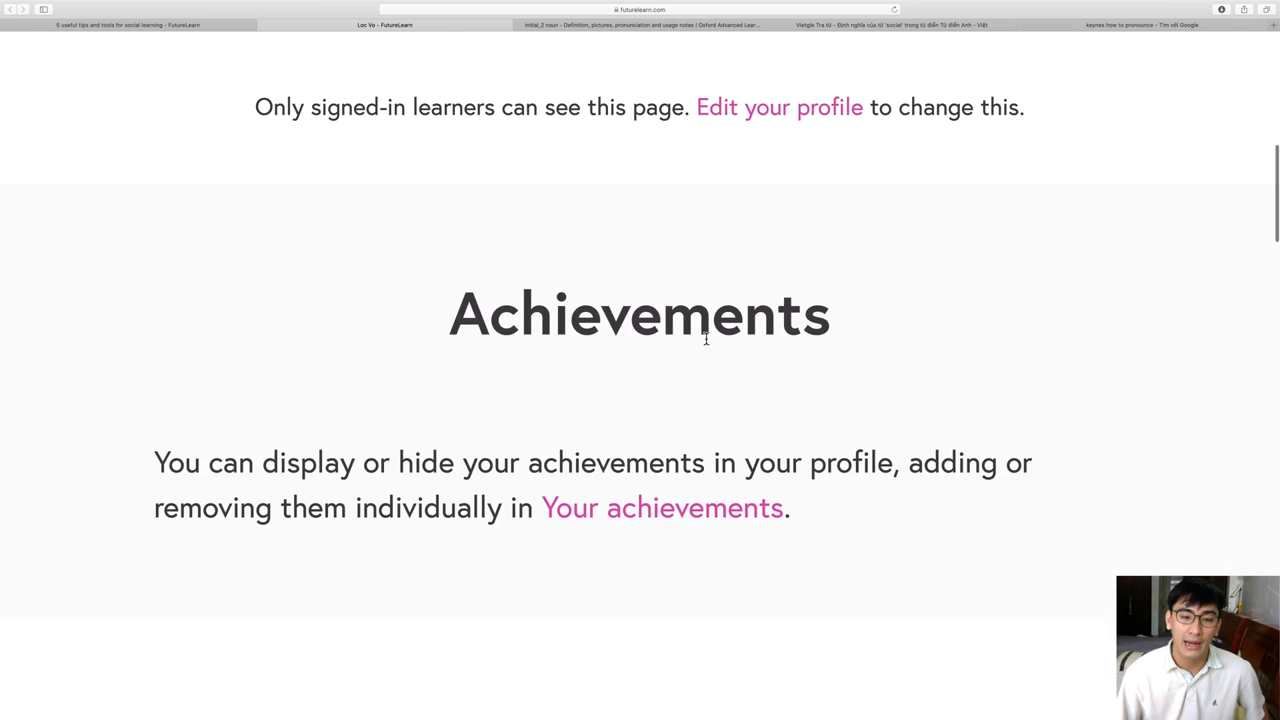 futurelearn.com
5 useful tips and tools for social learning - FutureLearn
Loc Vo - FutureLearn
initial_2 noun - Definition, pictures, pronunciation and usage notes | Oxford Advanced Lear...
Vietgle Tra từ - Định nghĩa của từ 'social' trong từ điển Từ điển Anh - Việt
keynes how to pronounce - Tìm với Google
Only signed-in learners can see this page. Edit your profile to change this.
Achievements
You can display or hide your achievements in your profile, adding or
removing them individually in Your achievements.